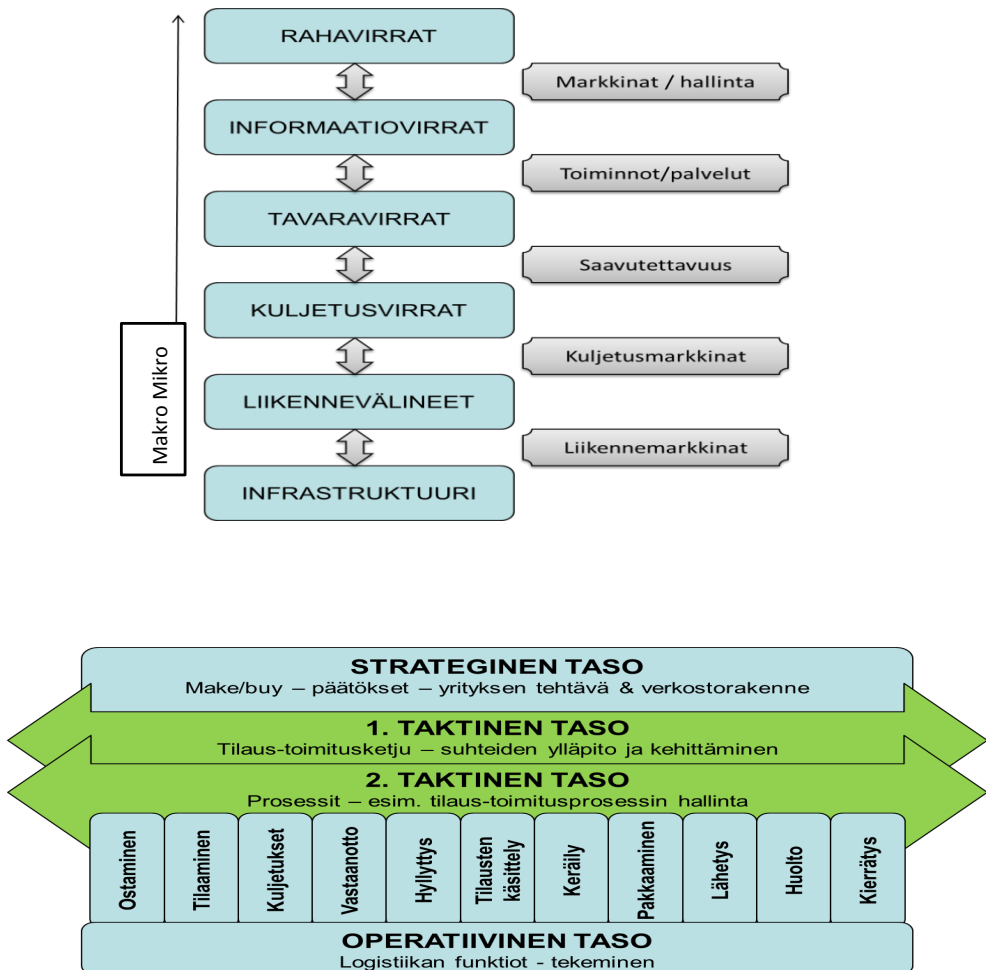 RAHAVIRRAT
Markkinat / hallinta
INFORMAATIOVIRRAT
Toiminnot/palvelut
TAVARAVIRRAT
Saavutettavuus
KULJETUSVIRRAT
Kuljetusmarkkinat
LIIKENNEVÄLINEET
Liikennemarkkinat
INFRASTRUKTUURI
Makro Mikro
STRATEGINEN TASO
Make/buy – päätökset – yrityksen tehtävä & verkostorakenne
1. TAKTINEN TASO
Tilaus-toimitusketju – suhteiden ylläpito ja kehittäminen
2. TAKTINEN TASO
Prosessit – esim. tilaus-toimitusprosessin hallinta
Ostaminen
Tilaaminen
Kuljetukset
Vastaanotto
Hyllyttys
Tilausten
käsittely
Keräily
Pakkaaminen
Lähetys
Huolto
Kierrätys
OPERATIIVINEN TASO
Logistiikan funktiot - tekeminen